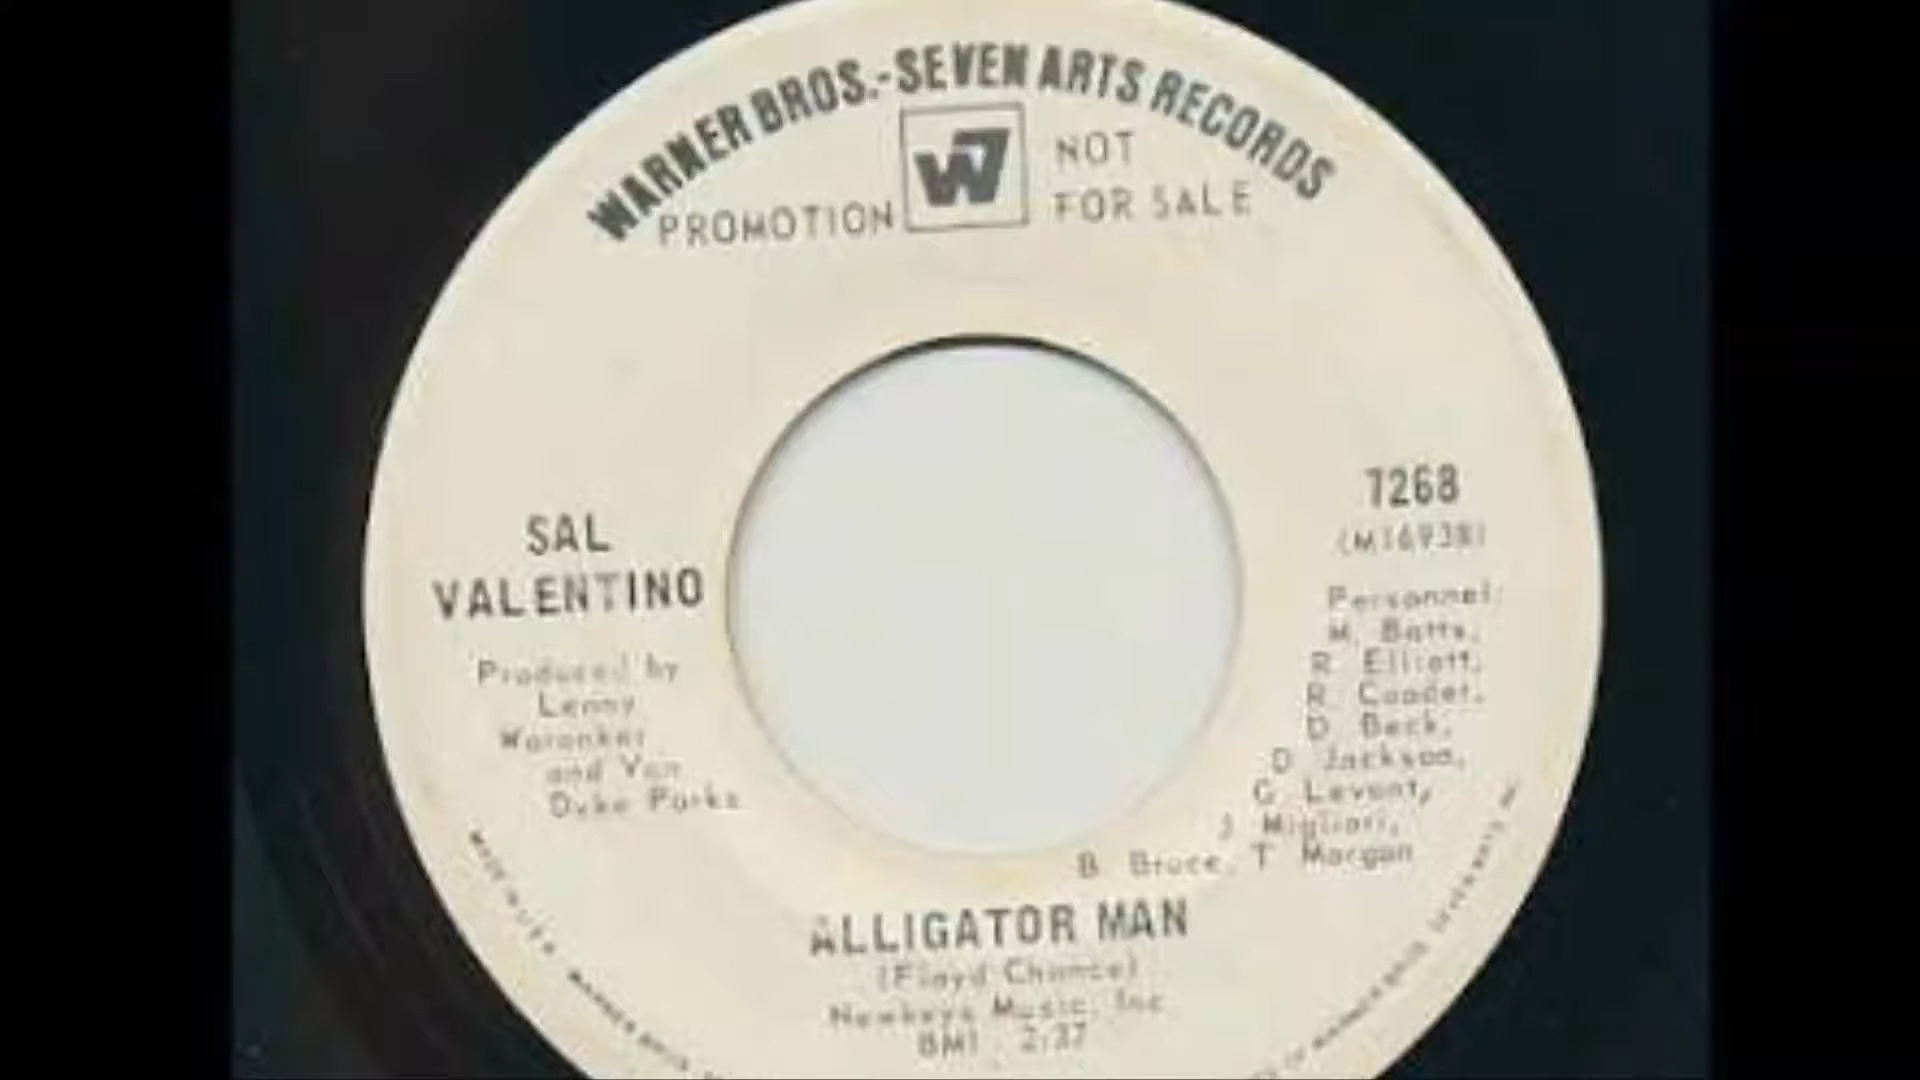 WARNER BROS.-SEVEN ARTS RECORDS
W7
PROMOTION
NOT
FOR SALE
SAL
VALENTINO
Produced by
Lenny
Waronker
and Van
Dyke Parks
7268
Personnel:
M. Batts,
R. Elliott,
D. Beck,
D. Jackson,
G. Levant,
J. Migliori,
B. Bruce, T. Morgan
ALLIGATOR MAN
(Floyd Chance)
Newkeys Music, Inc.
BMI 2:37